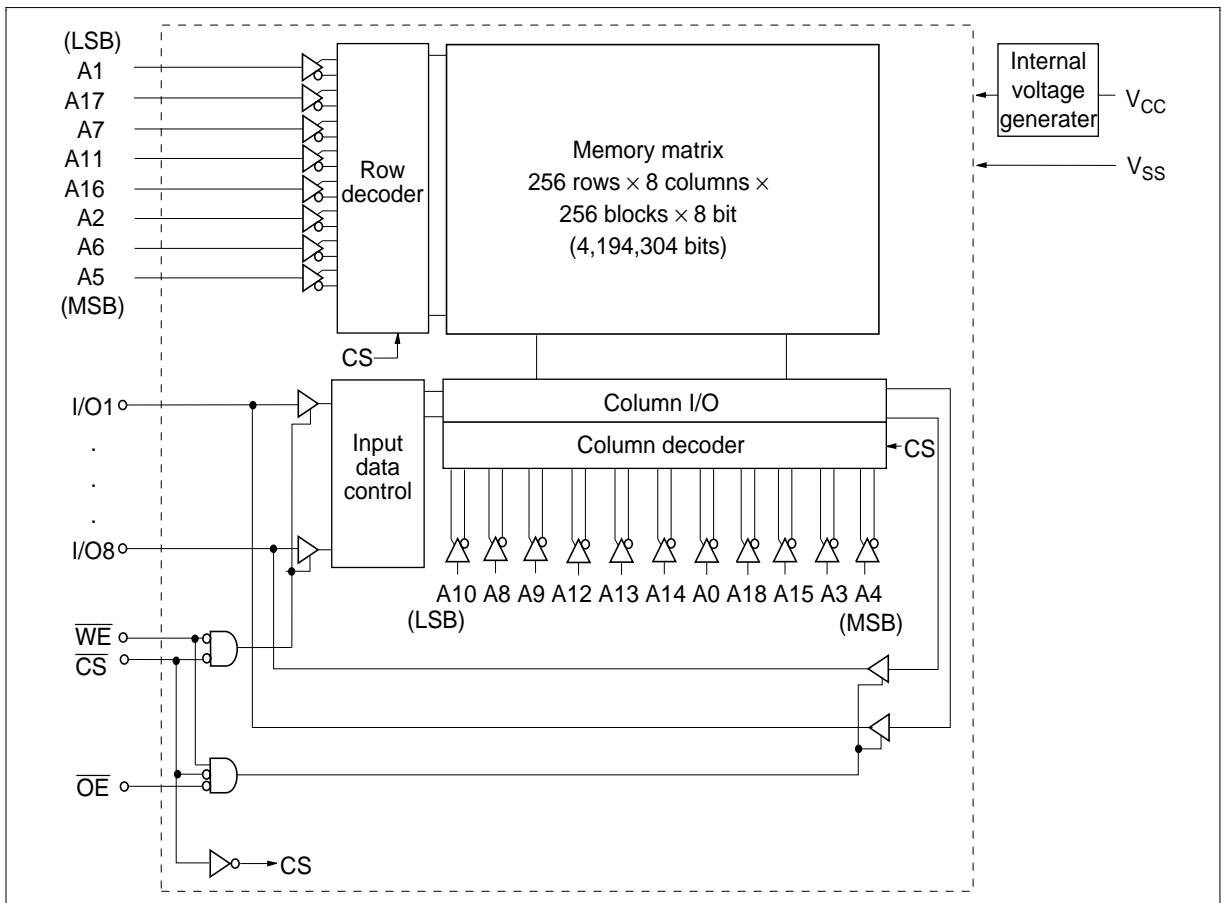 (LSB)
A1
A17
A7
A11
A16
A2
A6
A5
(MSB)
Row
decoder
CS
Memory matrix
256 rows × 8 columns ×
256 blocks × 8 bit
(4,194,304 bits)
Internal
voltage
generater
VCC
VSS
I/O1
.
.
.
I/O8
Input
data
control
Column I/O
Column decoder
CS
A10 A8 A9 A12 A13 A14 A0 A18 A15 A3 A4
(LSB) (MSB)
WE
CS
OE
CS